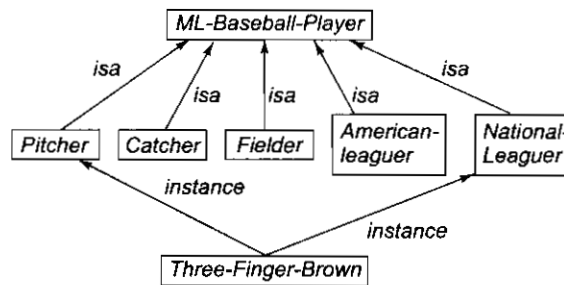 ML-Baseball-Player
isa
isa
isa
isa
isa
Pitcher
Catcher
Fielder
American-
leaguer
National-
Leaguer
instance
instance
Three-Finger-Brown